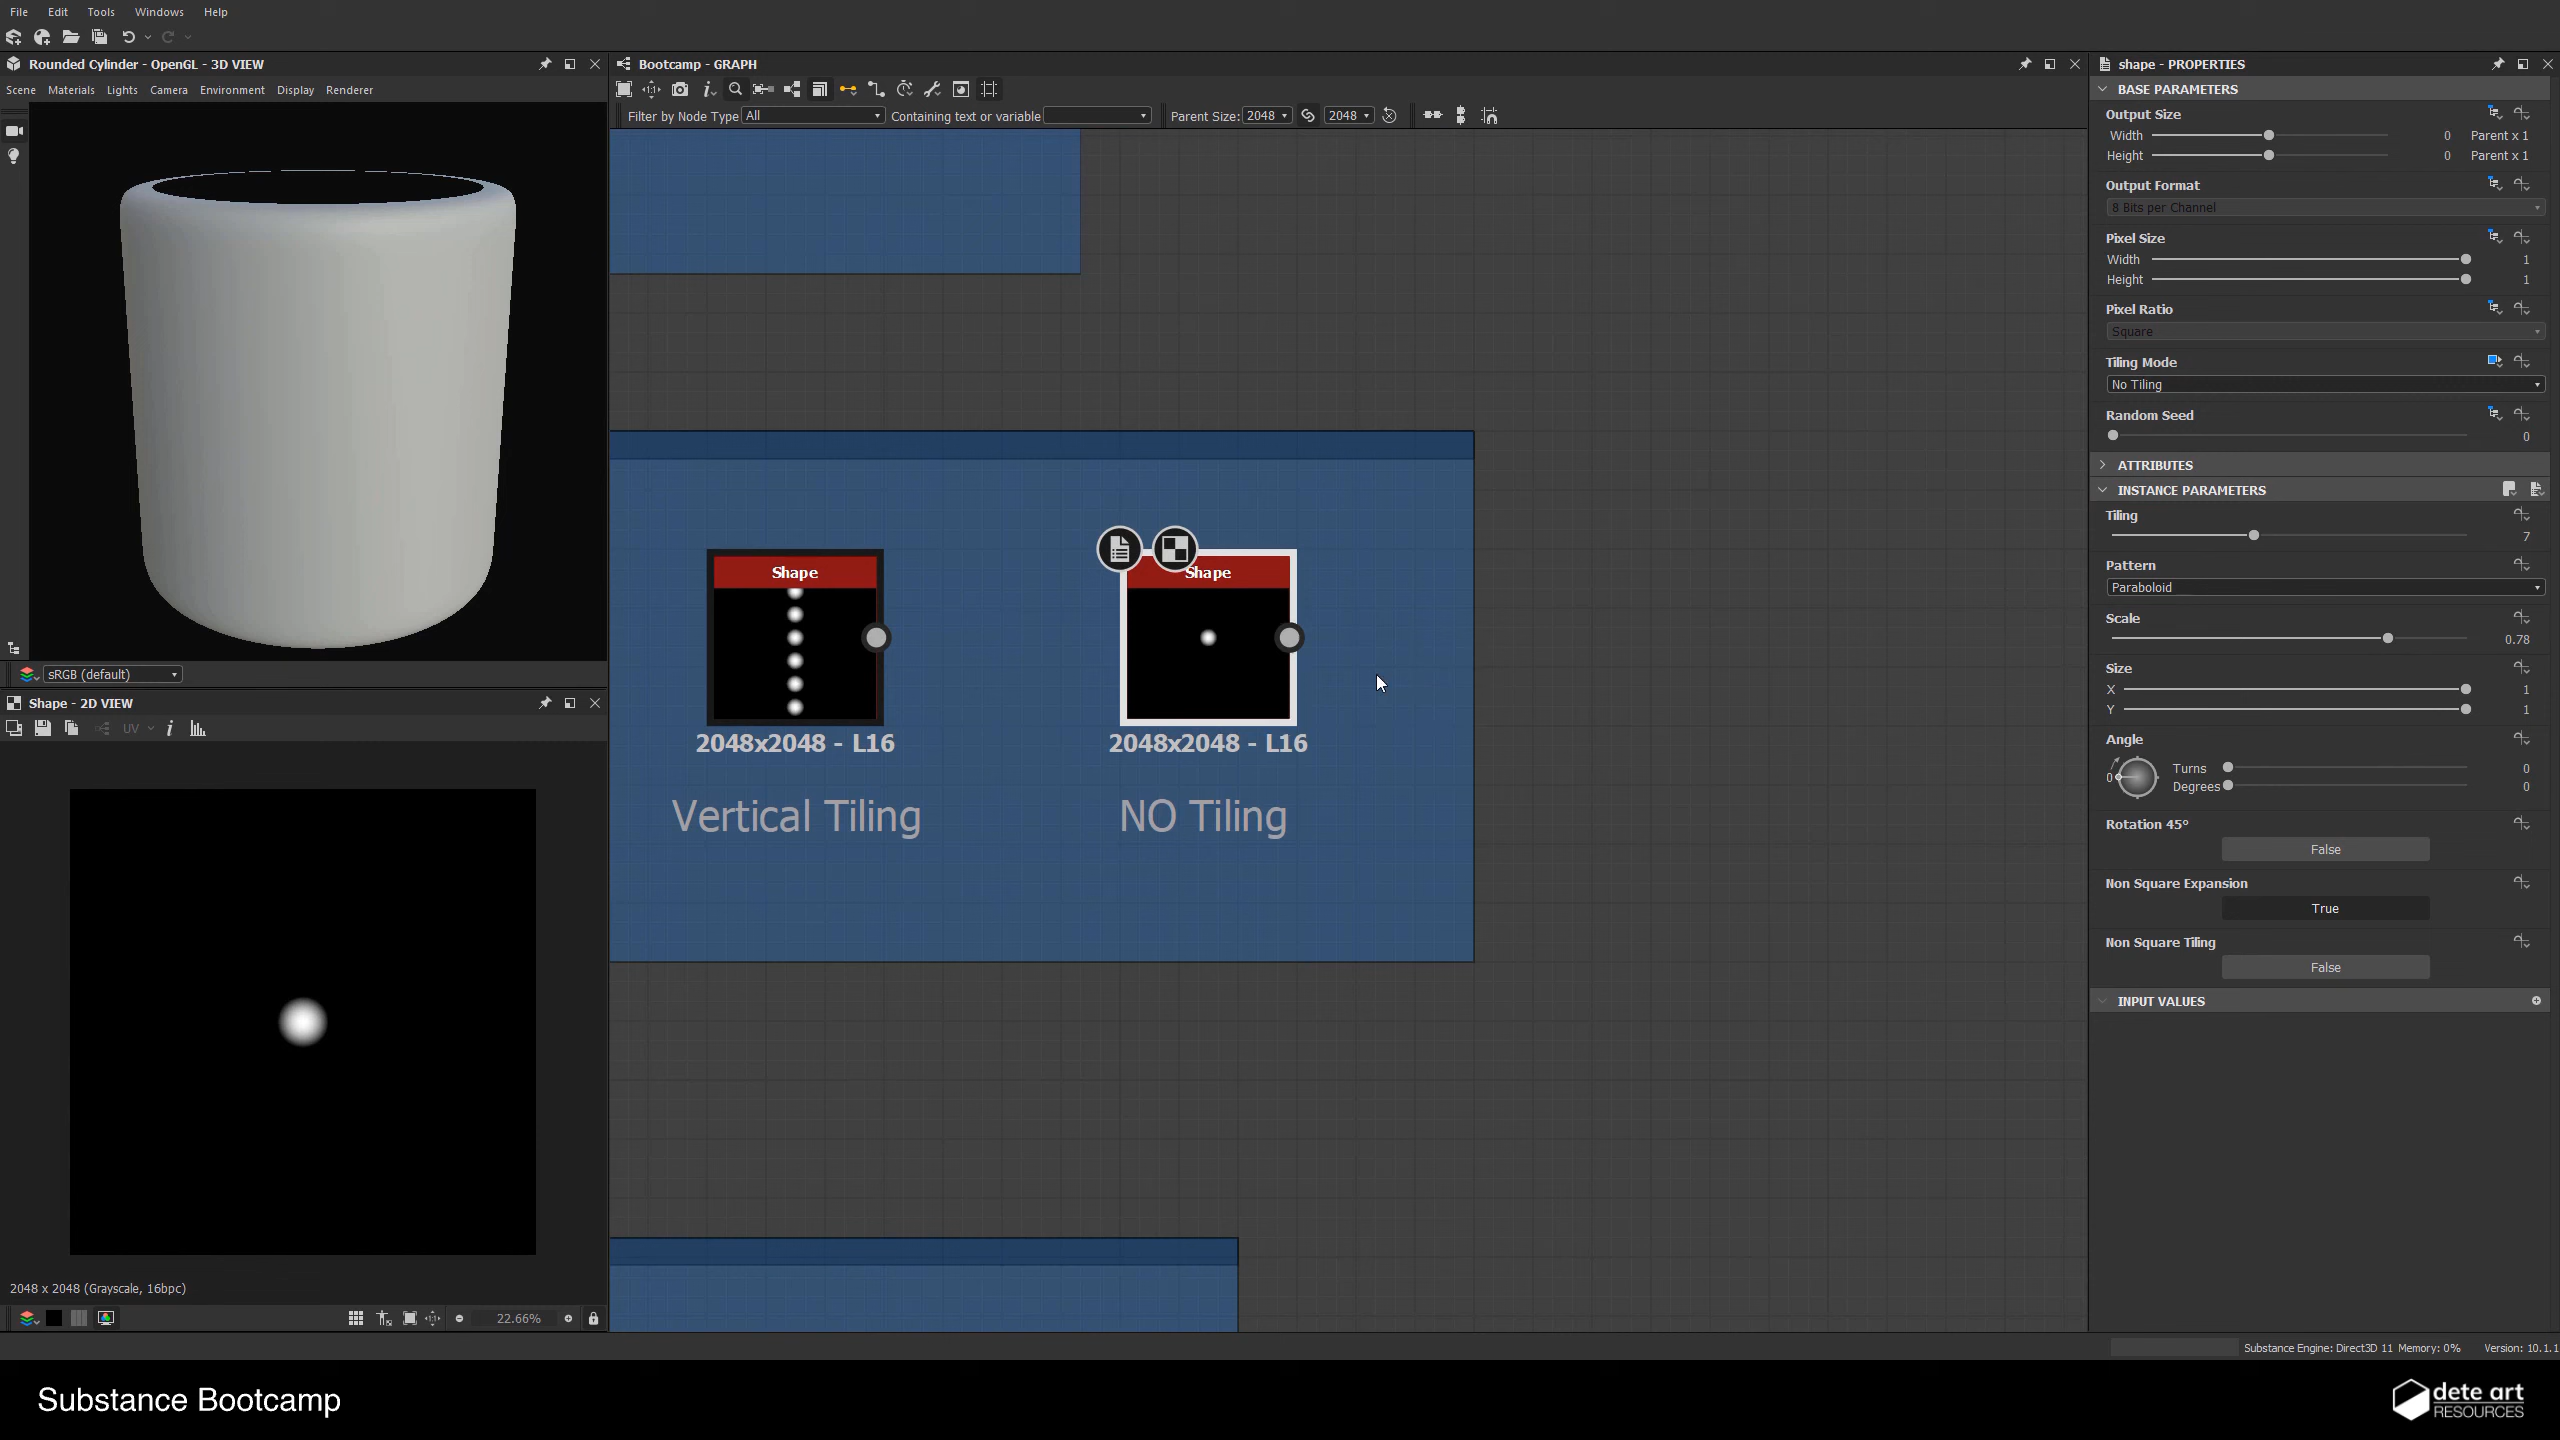 File Edit Tools Windows Help
Rounded Cylinder - OpenGL - 3D VIEW
Scene Materials Lights Camera Environment Display Renderer
sRGB (default)
Shape - 2D VIEW
UV
2048 x 2048 (Grayscale, 16bpc)
22.66%
Bootcamp - GRAPH
Filter by Node Type All Containing text or variable Parent Size: 2048 2048
Shape
2048x2048 - L16
Vertical Tiling
Shape
2048x2048 - L16
NO Tiling
shape - PROPERTIES
BASE PARAMETERS
Output Size
Width 0 Parent x 1
Height 0 Parent x 1
Output Format
8 Bits per Channel
Pixel Size
Width 1
Height 1
Pixel Ratio
Square
Tiling Mode
No Tiling
Random Seed
0
ATTRIBUTES
INSTANCE PARAMETERS
Tiling
7
Pattern
Paraboloid
Scale
0.78
Size
X 1
Y 1
Angle
0 Turns 0
Degrees 0
Rotation 45°
False
Non Square Expansion
True
Non Square Tiling
False
INPUT VALUES
Substance Engine: Direct3D 11 Memory: 0% Version: 10.1.1
Substance Bootcamp
dete art
RESOURCES